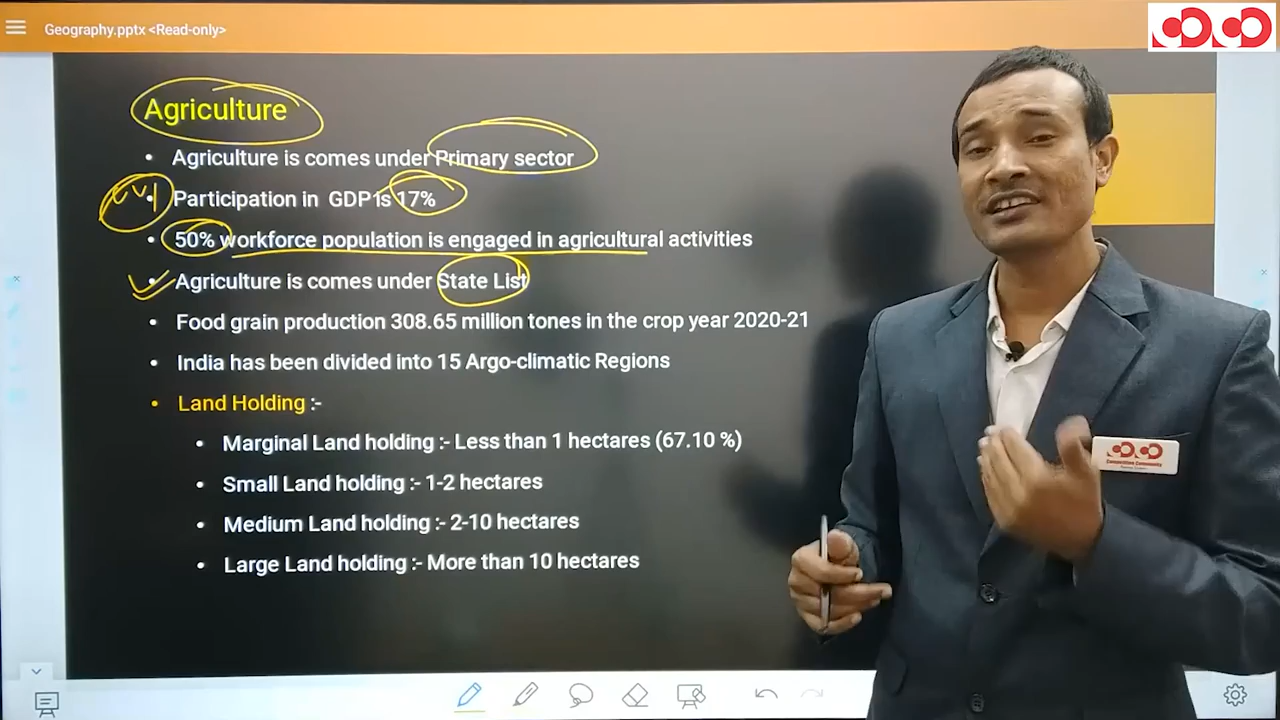 Geography.pptx <Read-only>
Agriculture
• Agriculture is comes under Primary sector
• Participation in GDP is 17%
• 50% workforce population is engaged in agricultural activities
• Agriculture is comes under State List
• Food grain production 308.65 million tones in the crop year 2020-21
• India has been divided into 15 Argo-climatic Regions
• Land Holding :-
• Marginal Land holding :- Less than 1 hectares (67.10 %)
• Small Land holding :- 1-2 hectares
• Medium Land holding :- 2-10 hectares
• Large Land holding :- More than 10 hectares